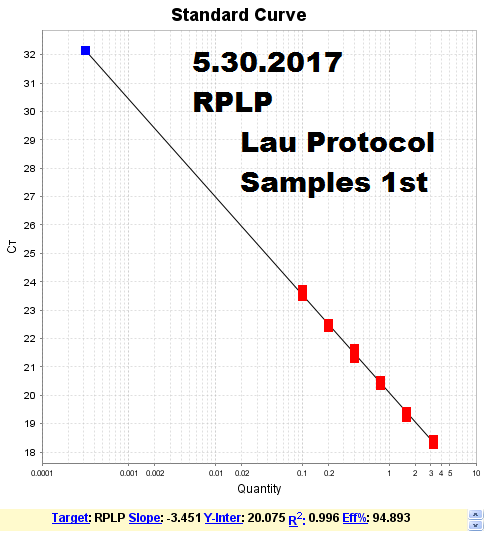 Standard Curve
5.30.2017
RPLP
Lau Protocol
Samples 1st
32
31
30
29
28
27
26
25
24
23
22
21
20
19
18
Cт
0.0001
0.001 0.002
0.01 0.02
0.1 0.2
1 2 3 4 5 10
Quantity
Target: RPLP Slope: -3.451 Y-Inter: 20.075 R²: 0.996 Eff%: 94.893